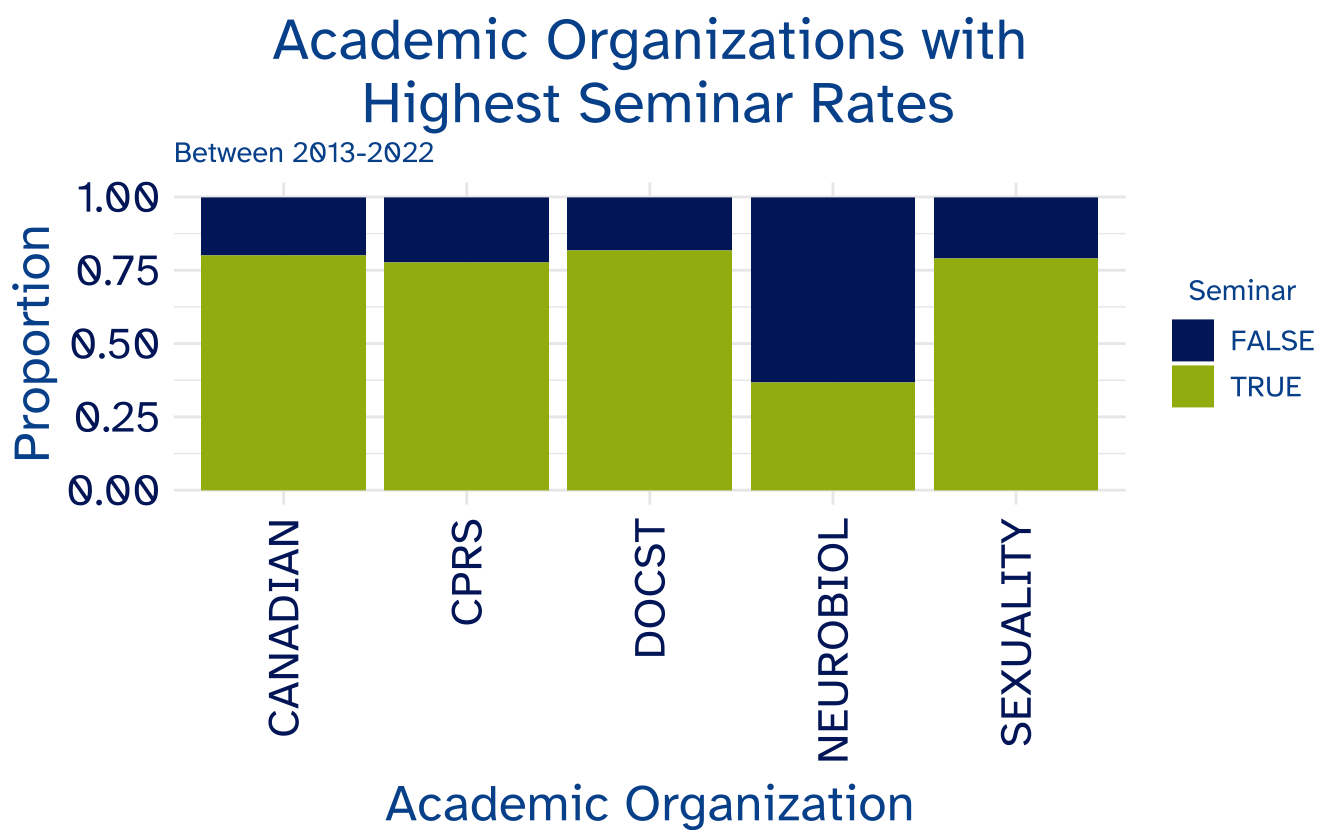 Academic Organizations with
Highest Seminar Rates
Between 2013-2022
1.00
0.75
0.50
0.25
0.00
Proportion
Seminar
FALSE
TRUE
CANADIAN
CPRS
DOCST
NEUROBIOL
SEXUALITY
Academic Organization